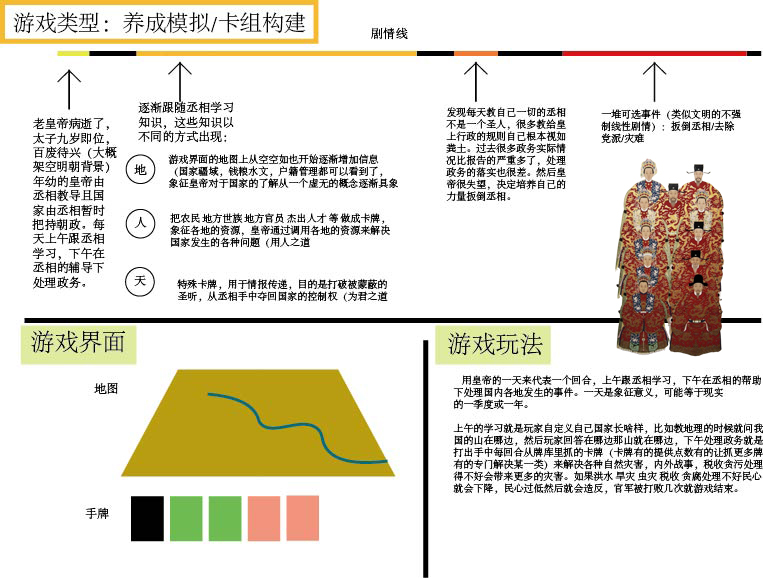 游戏类型：养成模拟/卡组构建
剧情线
老皇帝病逝了，
太子九岁即位，
百废待兴（大概
架空明朝背景）
年幼的皇帝由
丞相教导且国
家由丞相暂时
把持朝政。每
天上午跟丞相
学习，下午在
丞相的辅导下
处理政务。
逐渐跟随丞相学习
知识，这些知识以
不同的方式出现：
地
游戏界面的地图上从空空如也开始逐渐增加信息
（国家疆域，钱粮水文，户籍管理都可以看到了，
象征皇帝对于国家的了解从一个虚无的概念逐渐具象
人
把农民 地方世族 地方官员 杰出人才 等 做成卡牌，
象征各地的资源，皇帝通过调用各地的资源来解决
国家发生的各种问题（用人之道
天
特殊卡牌，用于情报传递，目的是打破被蒙蔽的
圣听，从丞相手中夺回国家的控制权（为君之道
发现每天教自己一切的丞相
不是一个圣人，很多教给皇
上行政的规则自己根本视如
粪土。过去很多政务实际情
况比报告的严重多了，处理
政务的落实也很差。然后皇
帝很失望，决定培养自己的
力量扳倒丞相。
一堆可选事件（类似文明的不强
制线性剧情）：扳倒丞相/去除
党派/灾难
游戏界面
地图
手牌
游戏玩法
用皇帝的一天来代表一个回合，上午跟丞相学习，下午在丞相的帮助
下处理国内各地发生的事件。一天是象征意义，可能等于现实
的一季度或一年。
上午的学习就是玩家自定义自己国家长啥样，比如教地理的时候就问我
国的山在哪边，然后玩家回答在哪边那山就在哪边，下午处理政务就是
打出手中每回合从牌库里抓的卡牌（卡牌有的提供点数有的让抓更多牌
有的专门解决某一类）来解决各种自然灾害，内外战事，税收贪污处理
得不好会带来更多的灾害。如果洪水 旱灾 虫灾 税收 贪腐处理不好民心
就会下降，民心过低然后就会造反，官军被打败几次就游戏结束。